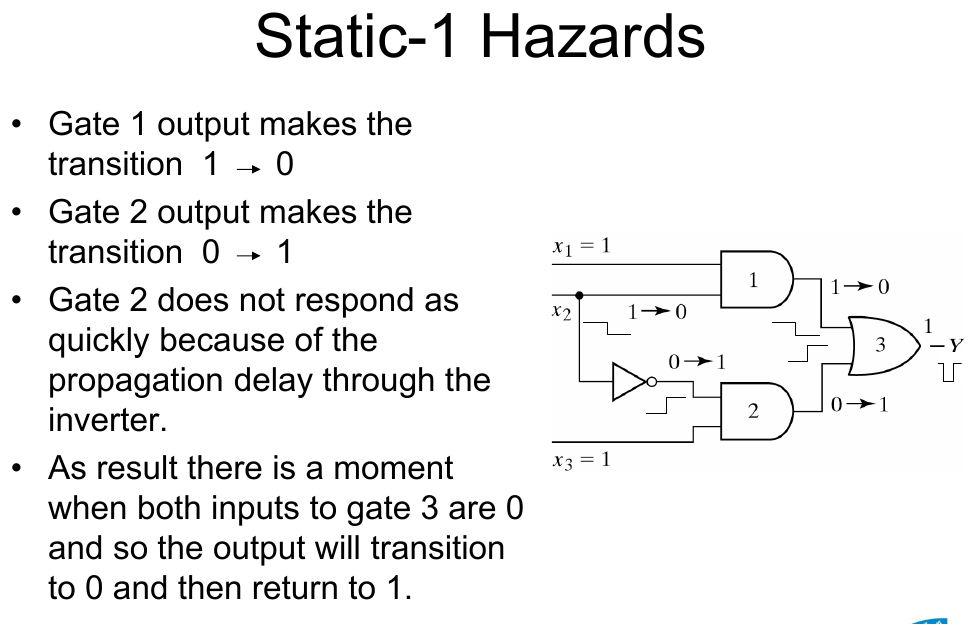 Static-1 Hazards
• Gate 1 output makes the
transition 1 → 0
• Gate 2 output makes the
transition 0 → 1
• Gate 2 does not respond as
quickly because of the
propagation delay through the
inverter.
• As result there is a moment
when both inputs to gate 3 are 0
and so the output will transition
to 0 and then return to 1.
x₁ = 1
1
1→0
x₂
1→0
3
1
Y
0→1
2
0→1
x₃ = 1